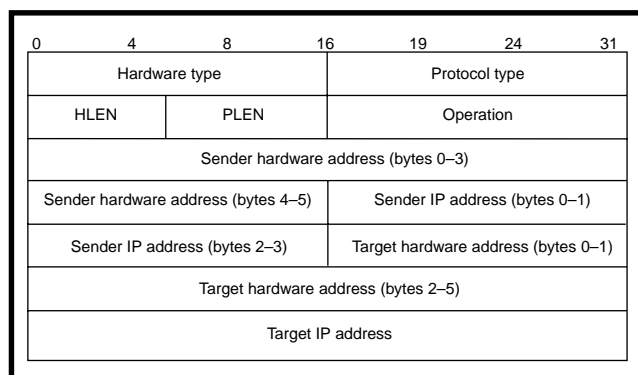 0 4 8 16 19 24 31
Hardware type Protocol type
HLEN PLEN Operation
Sender hardware address (bytes 0–3)
Sender hardware address (bytes 4–5) Sender IP address (bytes 0–1)
Sender IP address (bytes 2–3) Target hardware address (bytes 0–1)
Target hardware address (bytes 2–5)
Target IP address